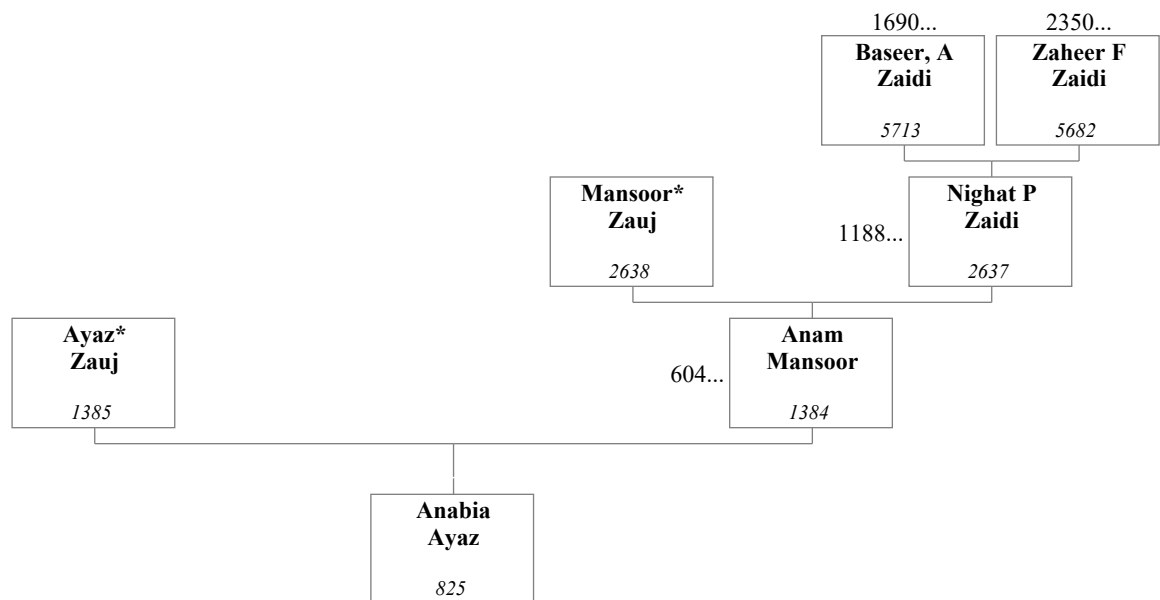 1690...
2350...
Baseer, A
Zaidi
5713
Zaheer F
Zaidi
5682
Mansoor*
Zauj
2638
1188...
Nighat P
Zaidi
2637
Ayaz*
Zauj
1385
604...
Anam
Mansoor
1384
Anabia
Ayaz
825